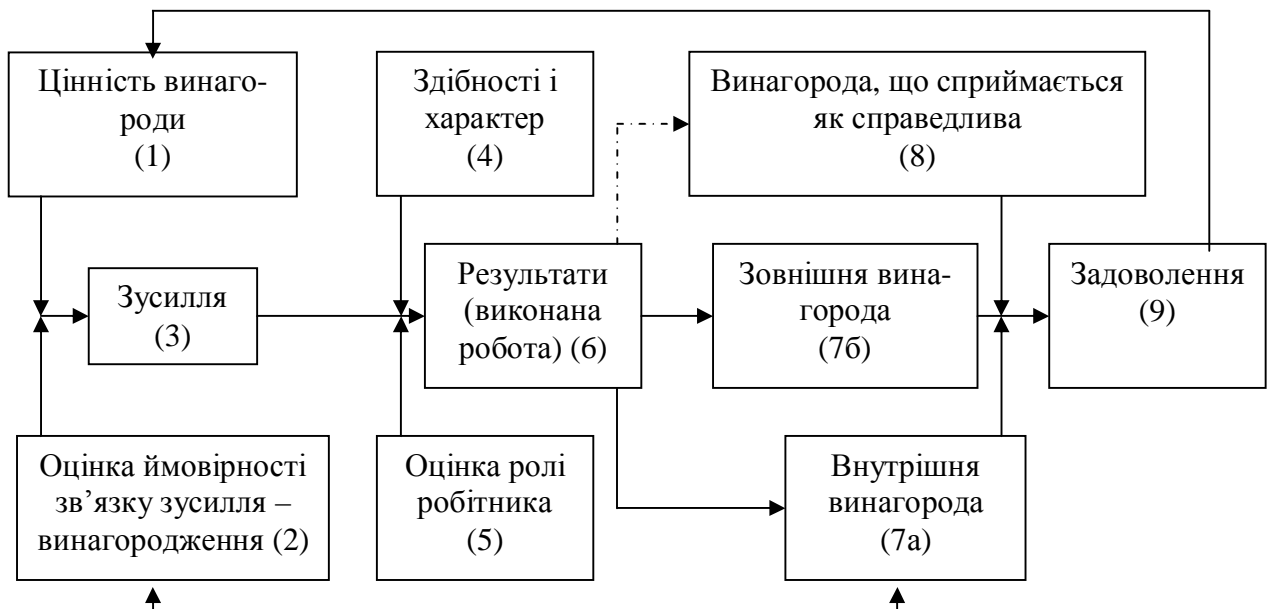 Цінність винаго-
роди
(1)
Здібності і
характер
(4)
Винагорода, що сприймається
як справедлива
(8)
Зусилля
(3)
Результати
(виконана
робота) (6)
Зовнішня вина-
города
(7б)
Задоволення
(9)
Оцінка ймовірності
зв’язку зусилля –
винагородження (2)
Оцінка ролі
робітника
(5)
Внутрішня
винагорода
(7а)